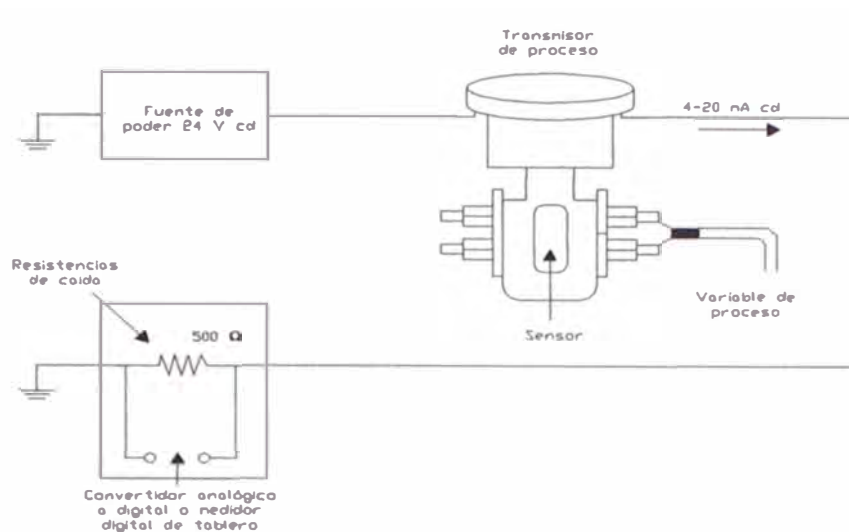 Transmisor
de proceso
Fuente de
poder 24 V cd
4-20 mA cd
Resistencias
de caida
500 Ω
Sensor
Variable de
proceso
Convertidor analógico
a digital o medidor
digital de tablero